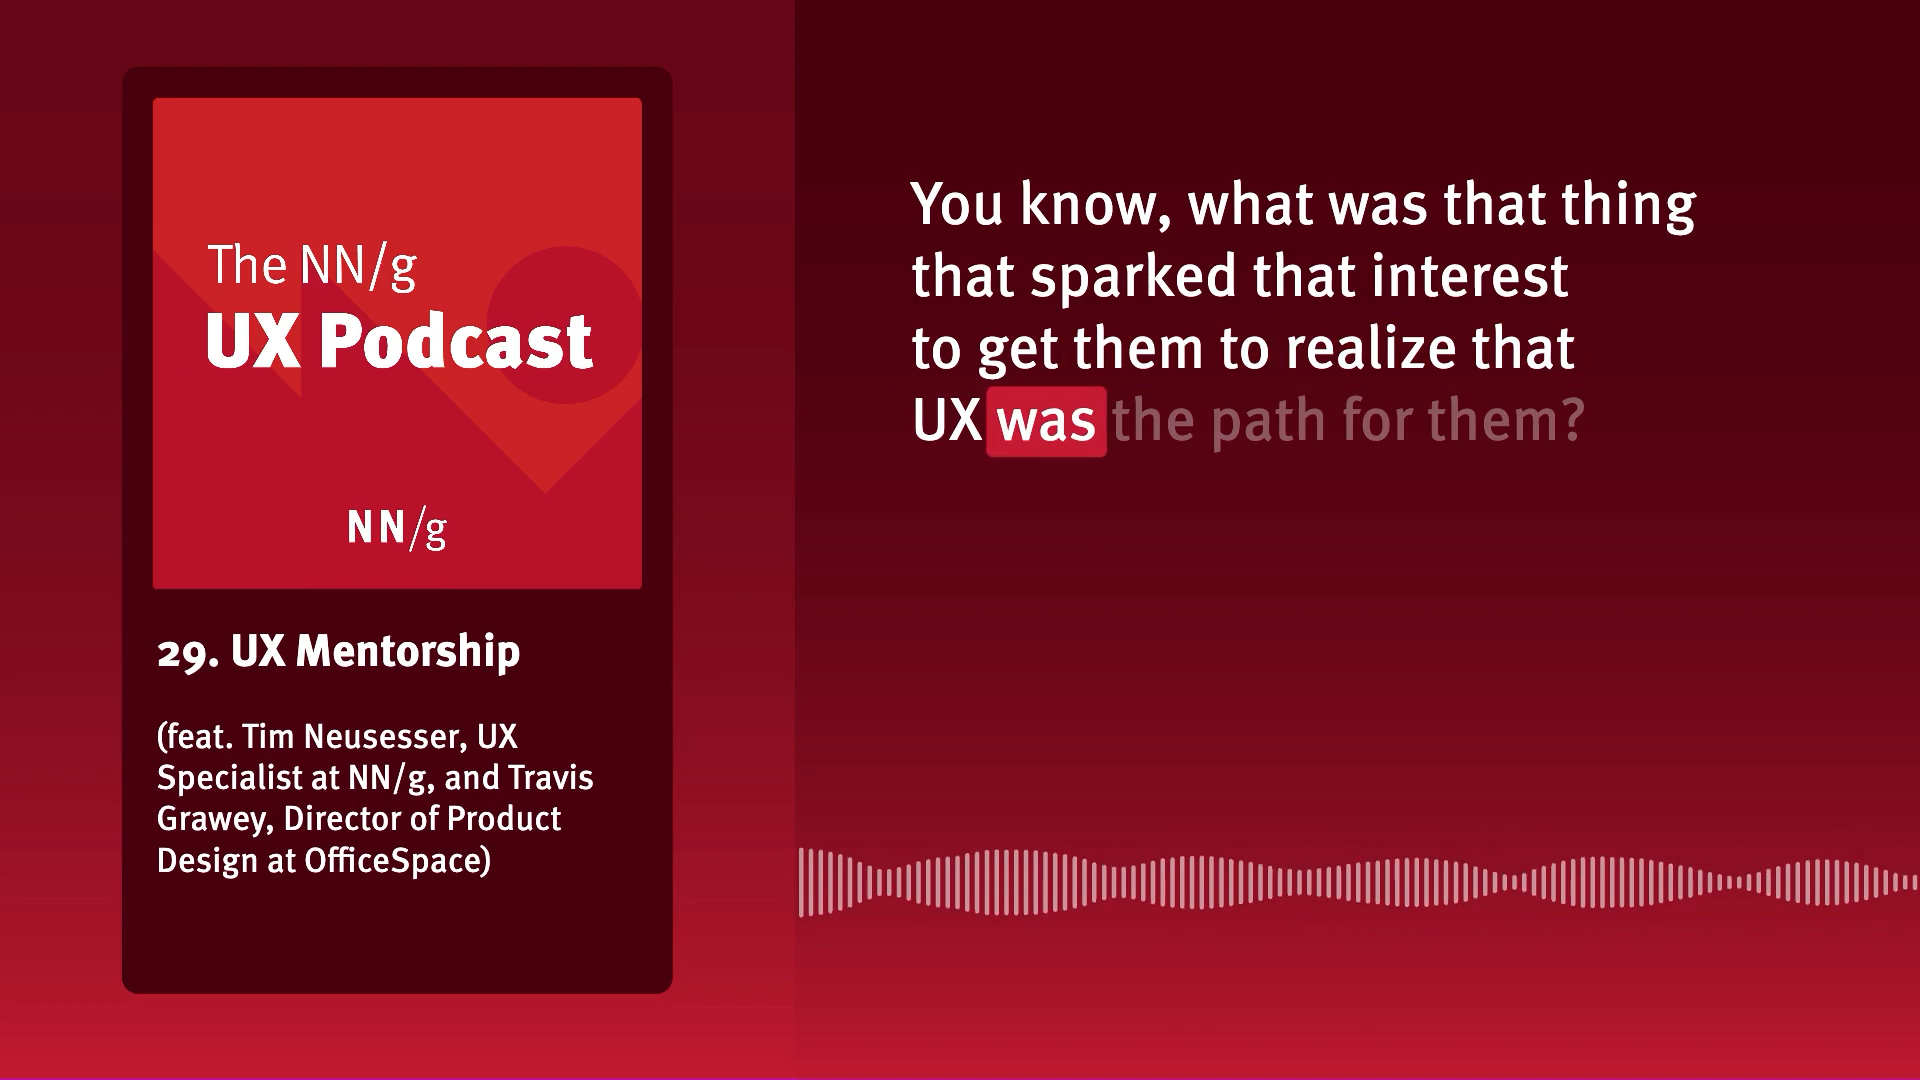 The NN/g
UX Podcast
NN/g
29. UX Mentorship
(feat. Tim Neusesser, UX
Specialist at NN/g, and Travis
Grawey, Director of Product
Design at OfficeSpace)
You know, what was that thing
that sparked that interest
to get them to realize that
UX was the path for them?